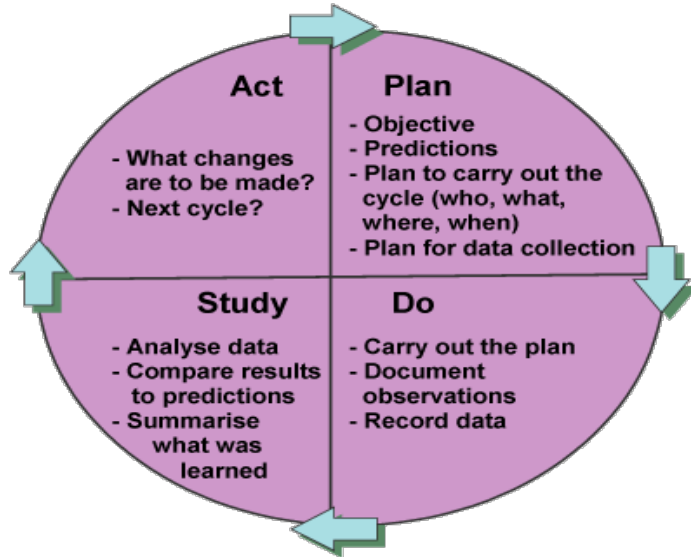 Act
- What changes
are to be made?
- Next cycle?
Plan
- Objective
- Predictions
- Plan to carry out the
cycle (who, what,
where, when)
- Plan for data collection
Study
- Analyse data
- Compare results
to predictions
- Summarise
what was
learned
Do
- Carry out the plan
- Document
observations
- Record data